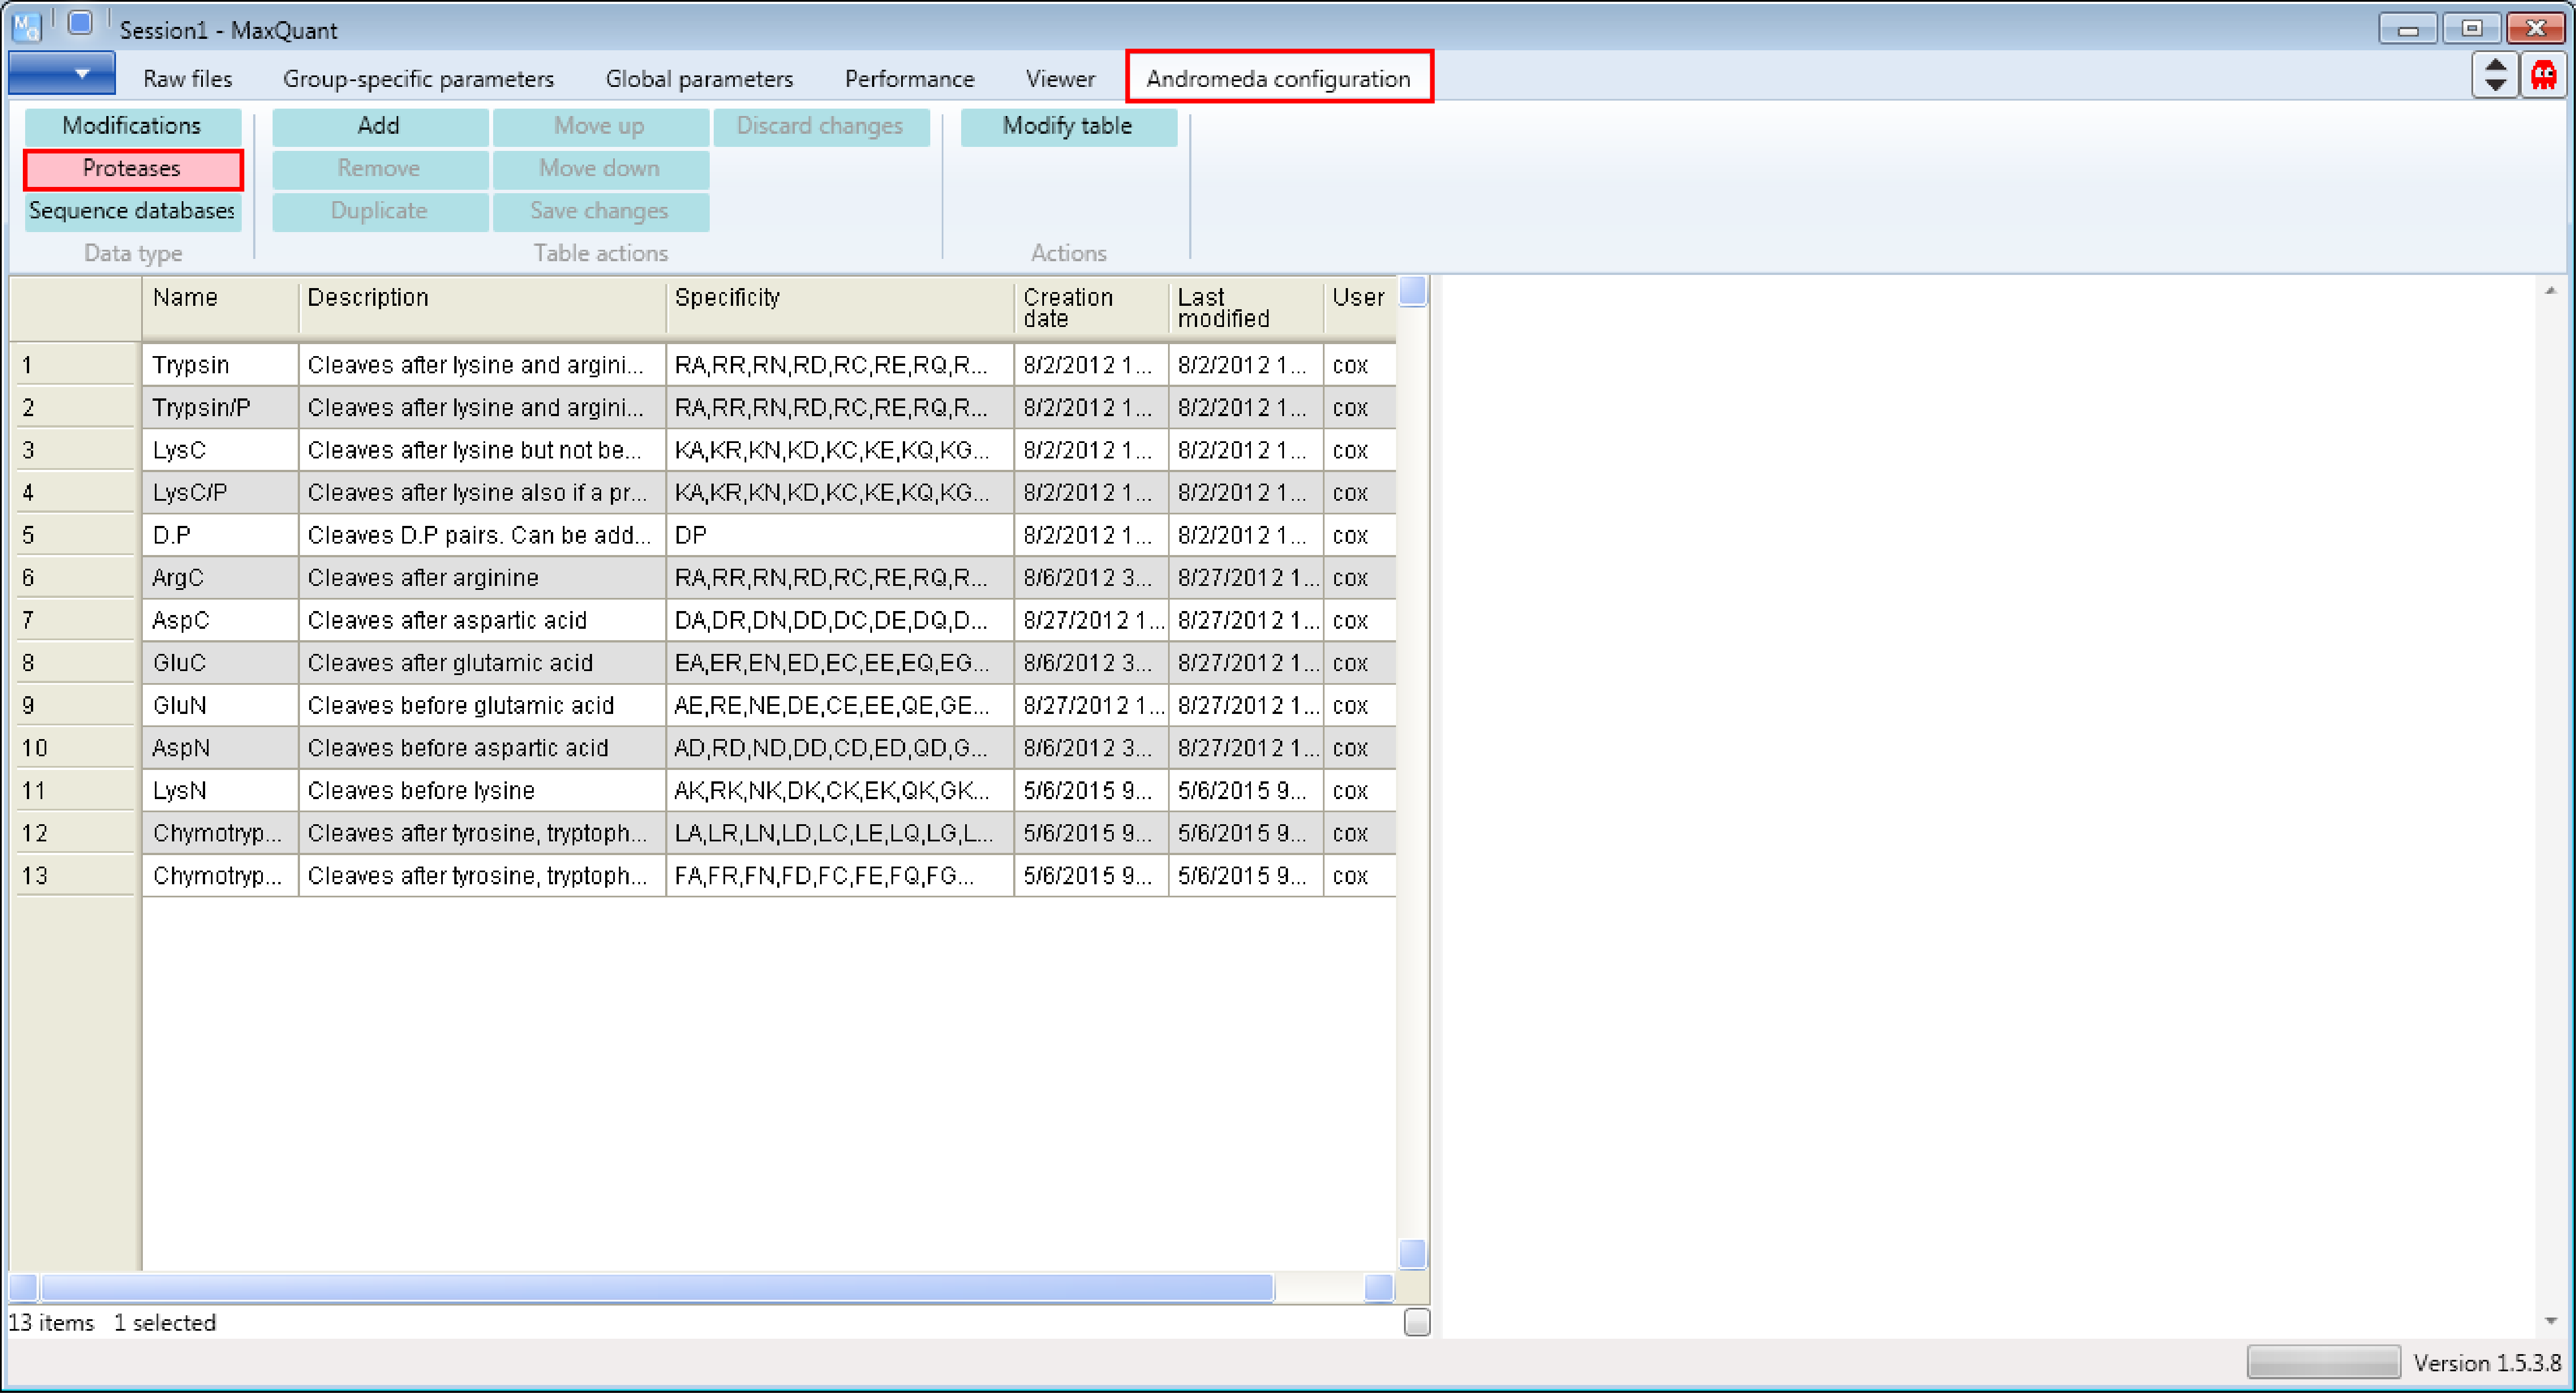 Session1 - MaxQuant
Raw files Group-specific parameters Global parameters Performance Viewer Andromeda configuration
Modifications Add Move up Discard changes Modify table
Proteases Remove Move down
Sequence databases Duplicate Save changes
Data type Table actions Actions
Name Description Specificity Creation date Last modified User
1 Trypsin Cleaves after lysine and argini... RA,RR,RN,RD,RC,RE,RQ,R... 8/2/2012 1... 8/2/2012 1... cox
2 Trypsin/P Cleaves after lysine and argini... RA,RR,RN,RD,RC,RE,RQ,R... 8/2/2012 1... 8/2/2012 1... cox
3 LysC Cleaves after lysine but not be... KA,KR,KN,KD,KC,KE,KQ,KG... 8/2/2012 1... 8/2/2012 1... cox
4 LysC/P Cleaves after lysine also if a pr... KA,KR,KN,KD,KC,KE,KQ,KG... 8/2/2012 1... 8/2/2012 1... cox
5 D.P Cleaves D.P pairs. Can be add... DP 8/2/2012 1... 8/2/2012 1... cox
6 ArgC Cleaves after arginine RA,RR,RN,RD,RC,RE,RQ,R... 8/6/2012 3... 8/27/2012 1... cox
7 AspC Cleaves after aspartic acid DA,DR,DN,DD,DC,DE,DQ,D... 8/27/2012 1... 8/27/2012 1... cox
8 GluC Cleaves after glutamic acid EA,ER,EN,ED,EC,EE,EQ,EG... 8/6/2012 3... 8/27/2012 1... cox
9 GluN Cleaves before glutamic acid AE,RE,NE,DE,CE,EE,QE,GE... 8/27/2012 1... 8/27/2012 1... cox
10 AspN Cleaves before aspartic acid AD,RD,ND,DD,CD,ED,QD,G... 8/6/2012 3... 8/27/2012 1... cox
11 LysN Cleaves before lysine AK,RK,NK,DK,CK,EK,QK,GK... 5/6/2015 9... 5/6/2015 9... cox
12 Chymotryp... Cleaves after tyrosine, tryptoph... LA,LR,LN,LD,LC,LE,LQ,LG,L... 5/6/2015 9... 5/6/2015 9... cox
13 Chymotryp... Cleaves after tyrosine, tryptoph... FA,FR,FN,FD,FC,FE,FQ,FG... 5/6/2015 9... 5/6/2015 9... cox
13 items 1 selected
Version 1.5.3.8